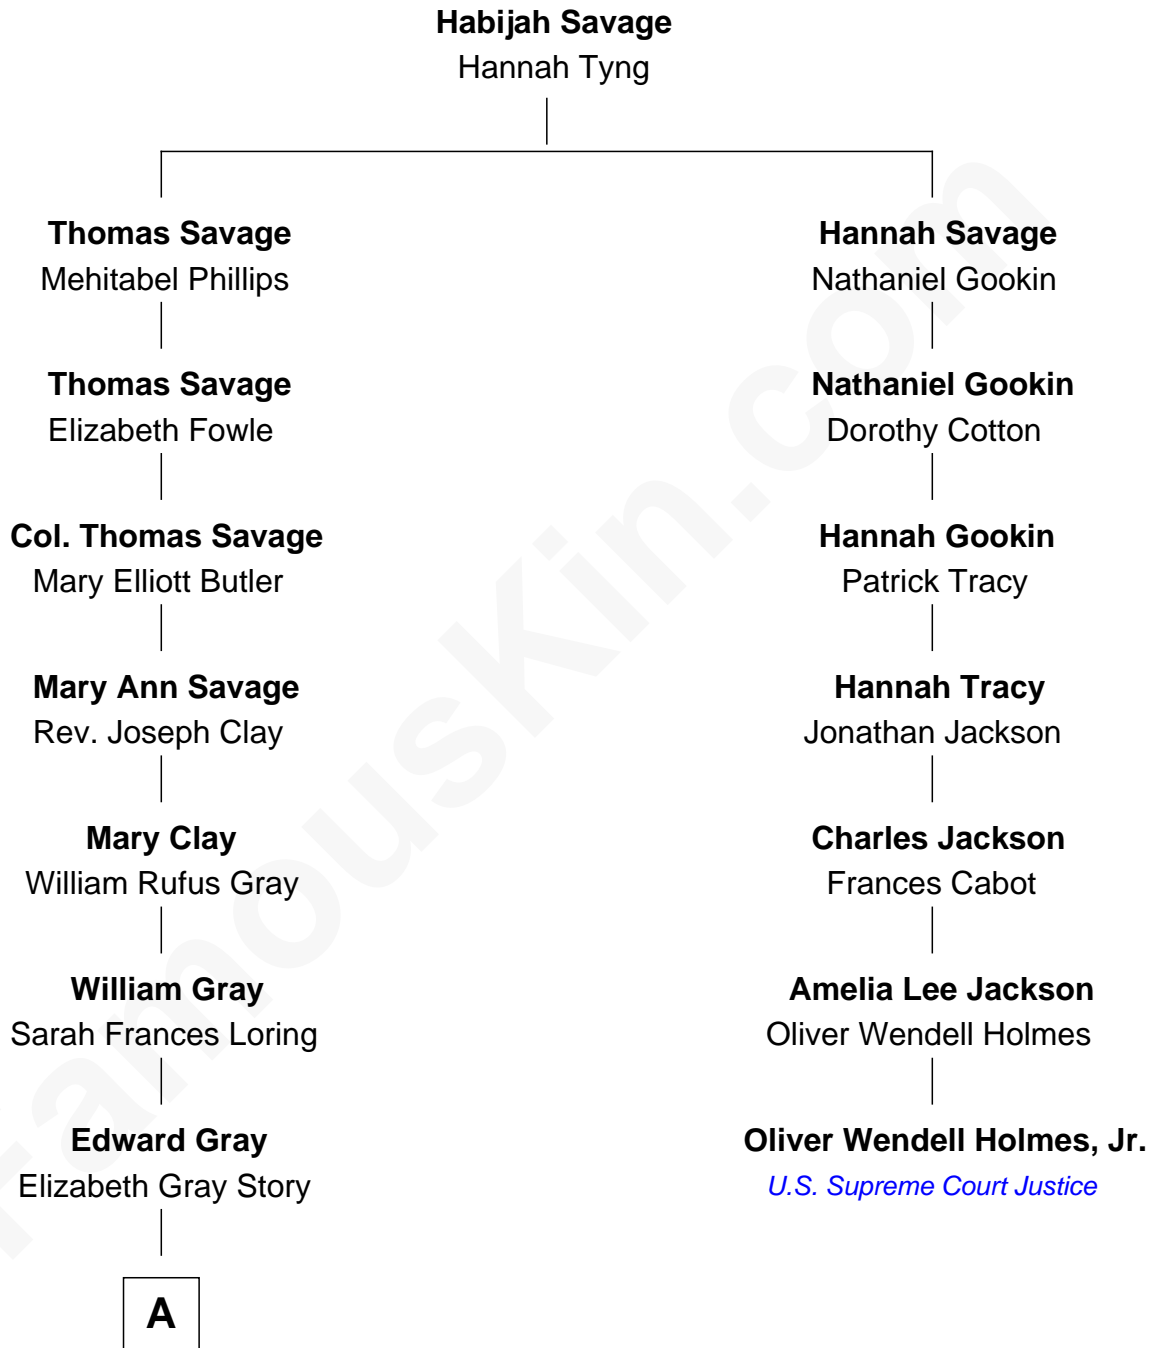 Habijah Savage
Hannah Tyng
Thomas Savage
Mehitabel Phillips
Hannah Savage
Nathaniel Gookin
Thomas Savage
Elizabeth Fowle
Nathaniel Gookin
Dorothy Cotton
Col. Thomas Savage
Mary Elliott Butler
Hannah Gookin
Patrick Tracy
Mary Ann Savage
Rev. Joseph Clay
Hannah Tracy
Jonathan Jackson
Mary Clay
William Rufus Gray
Charles Jackson
Frances Cabot
William Gray
Sarah Frances Loring
Amelia Lee Jackson
Oliver Wendell Holmes
Edward Gray
Elizabeth Gray Story
Oliver Wendell Holmes, Jr.
U.S. Supreme Court Justice
A
FamousKin.com